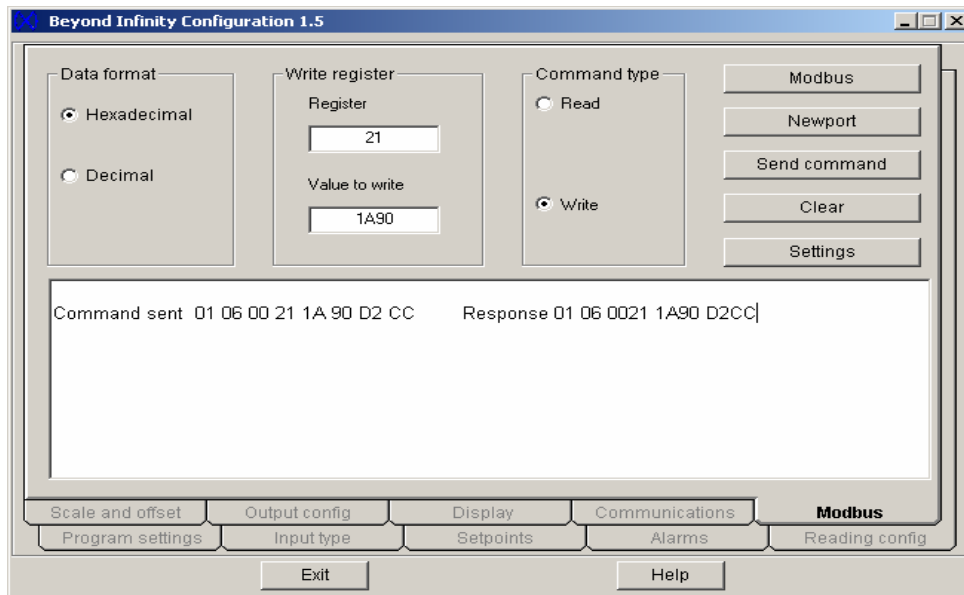 Beyond Infinity Configuration 1.5
Data format
Hexadecimal
Decimal
Write register
Register
21
Value to write
1A90
Command type
Read
Write
Modbus
Newport
Send command
Clear
Settings
Command sent 01 06 00 21 1A 90 D2 CC Response 01 06 0021 1A90 D2CC
Scale and offset Output config Display Communications Modbus
Program settings Input type Setpoints Alarms Reading config
Exit Help